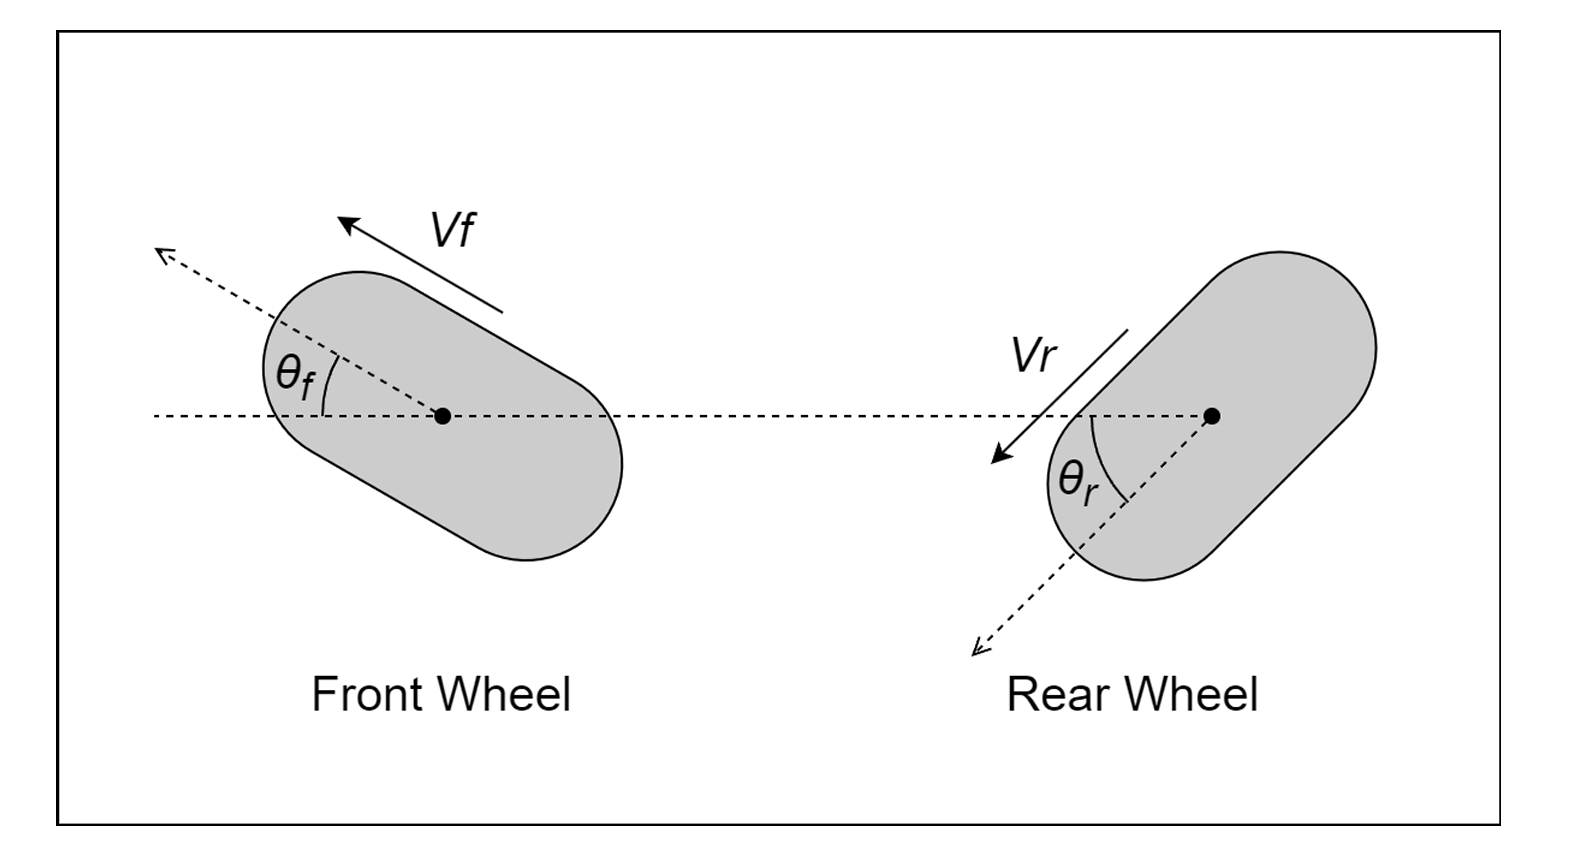 Vf
Vr
θf
θr
Front Wheel
Rear Wheel